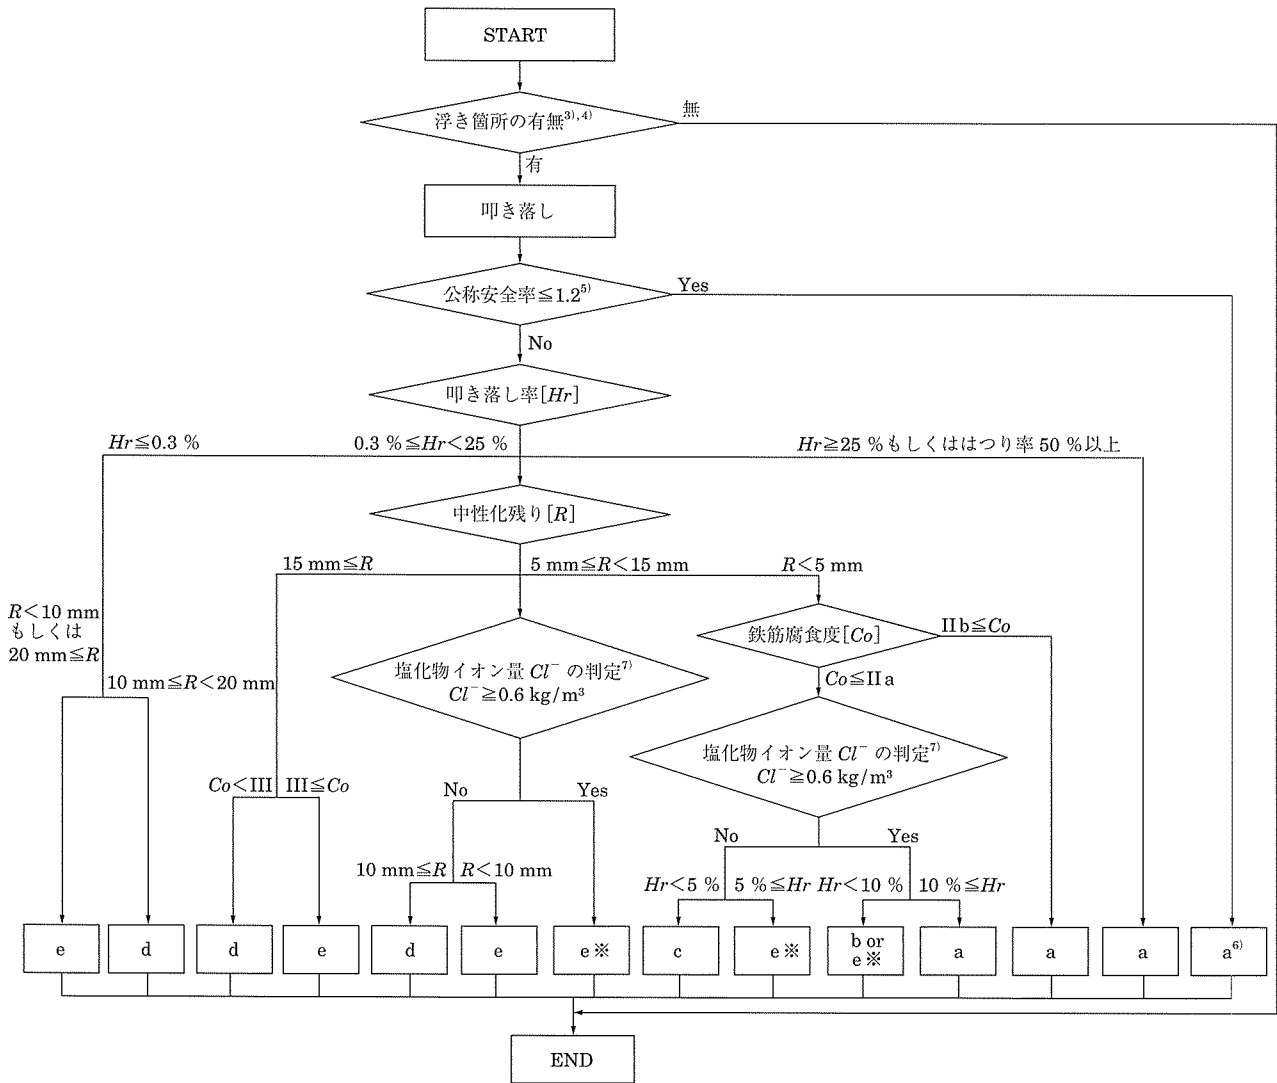 START
浮き箇所の有無3),4)
無
有
叩き落し
公称安全率≦1.25)
Yes
No
叩き落し率[Hr]
Hr≦0.3 %
0.3 %≦Hr<25 %
Hr≧25 %もしくははつり率 50 %以上
中性化残り[R]
15 mm≦R
5 mm≦R<15 mm
R<5 mm
R<10 mm
もしくは
20 mm≦R
10 mm≦R<20 mm
鉄筋腐食度[Co]
IIb≦Co
Co≦IIa
塩化物イオン量 Cl⁻ の判定7)
Cl⁻≧0.6 kg/m³
塩化物イオン量 Cl⁻ の判定7)
Cl⁻≧0.6 kg/m³
Co<III
III≦Co
No
Yes
10 mm≦R
R<10 mm
No
Yes
Hr<5 %
5 %≦Hr
Hr<10 %
10 %≦Hr
e
d
d
e
d
e
e※
c
e※
b or
e※
a
a
a
a6)
END